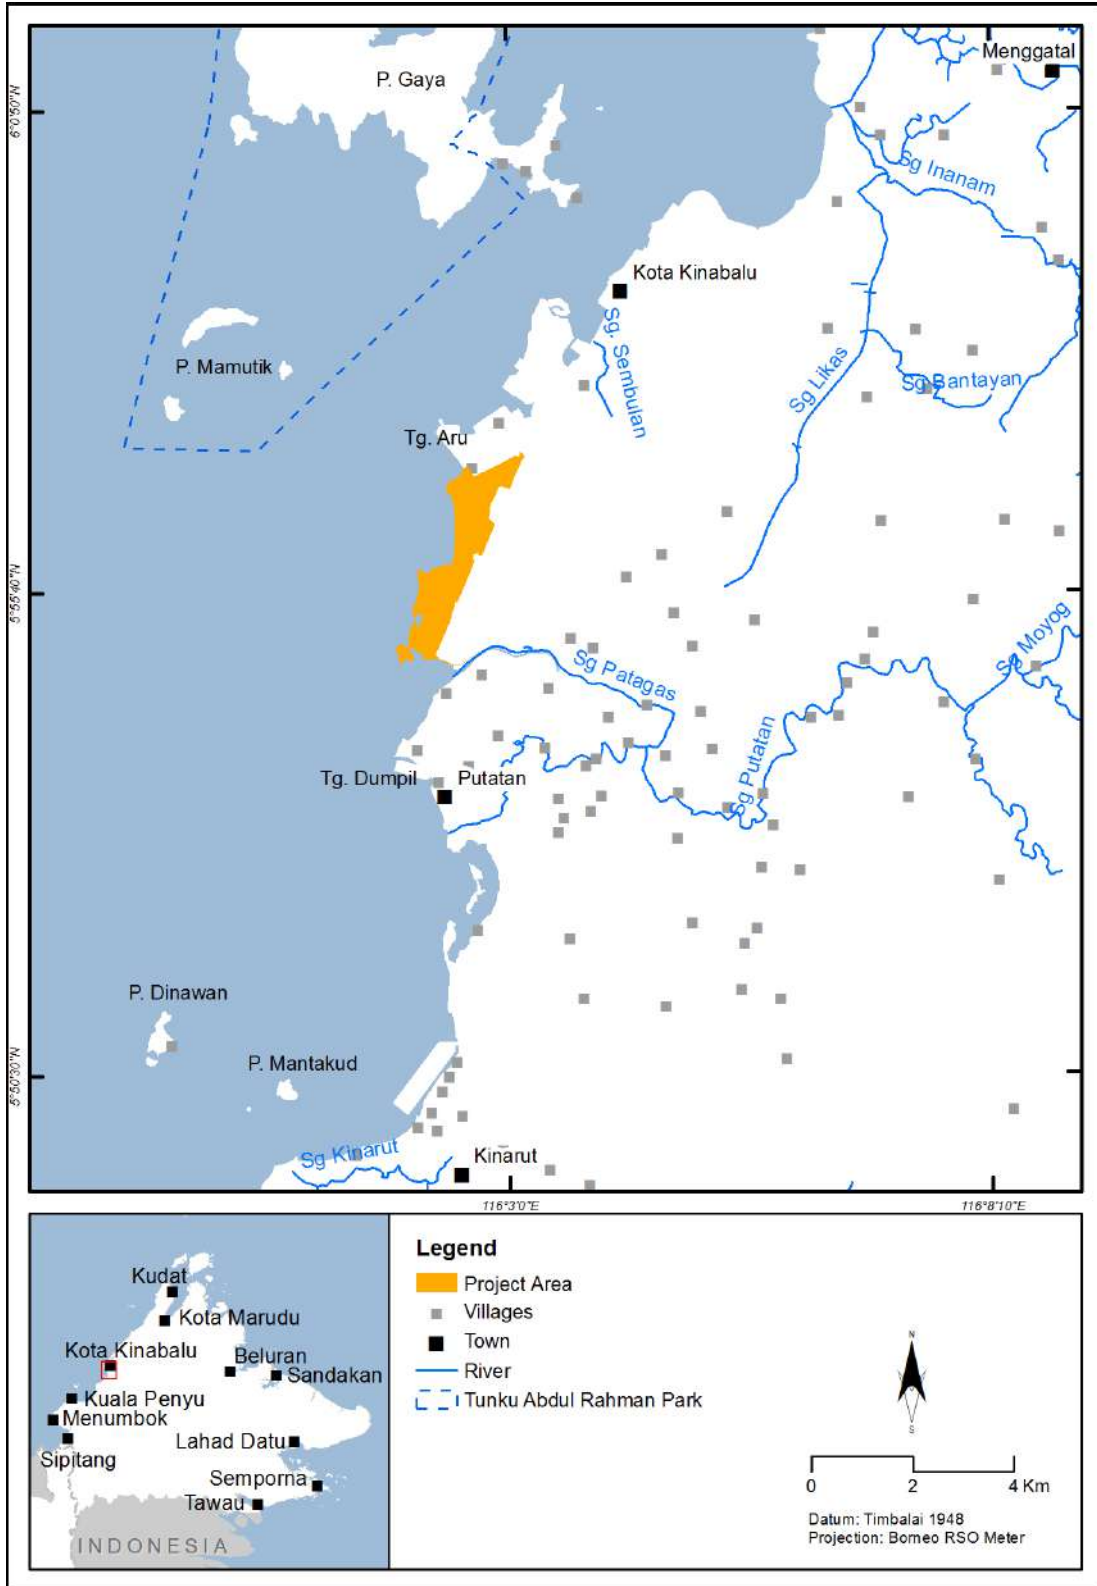 Menggatal
P. Gaya
6°0'50"N
Sg Inanam
Kota Kinabalu
Sg. Sembulan
P. Mamutik
Sg Likas
Sg Bantayan
Tg. Aru
5°55'40"N
Sg Moyog
Sg Patagas
Sg Putatan
Tg. Dumpil
Putatan
P. Dinawan
P. Mantakud
5°50'30"N
Sg Kinarut
Kinarut
116°3'0"E
116°8'10"E
Kudat
Kota Marudu
Kota Kinabalu
Beluran
Sandakan
Kuala Penyu
Menumbok
Lahad Datu
Sipitang
Semporna
Tawau
INDONESIA
Legend
Project Area
Villages
Town
River
Tunku Abdul Rahman Park
N
S
0 2 4 Km
Datum: Timbalai 1948
Projection: Borneo RSO Meter